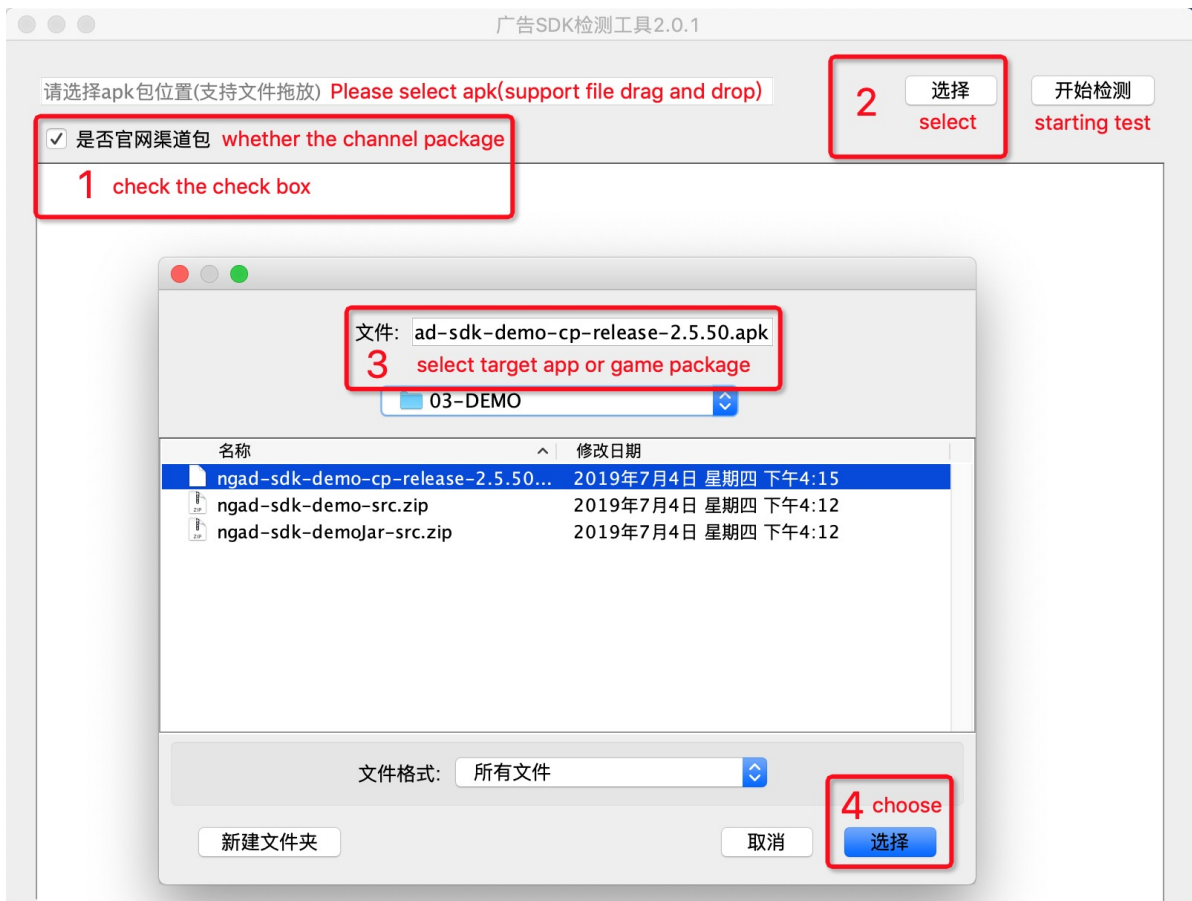 广告SDK检测工具2.0.1
请选择apk包位置(支持文件拖放) Please select apk(support file drag and drop)
2
选择
开始检测
select
starting test
是否官网渠道包 whether the channel package
1 check the check box
文件: ad-sdk-demo-cp-release-2.5.50.apk
3 select target app or game package
03-DEMO
名称 修改日期
ngad-sdk-demo-cp-release-2.5.50... 2019年7月4日 星期四 下午4:15
ZIP ngad-sdk-demo-src.zip 2019年7月4日 星期四 下午4:12
ZIP ngad-sdk-demoJar-src.zip 2019年7月4日 星期四 下午4:12
文件格式: 所有文件
4 choose
新建文件夹 取消 选择